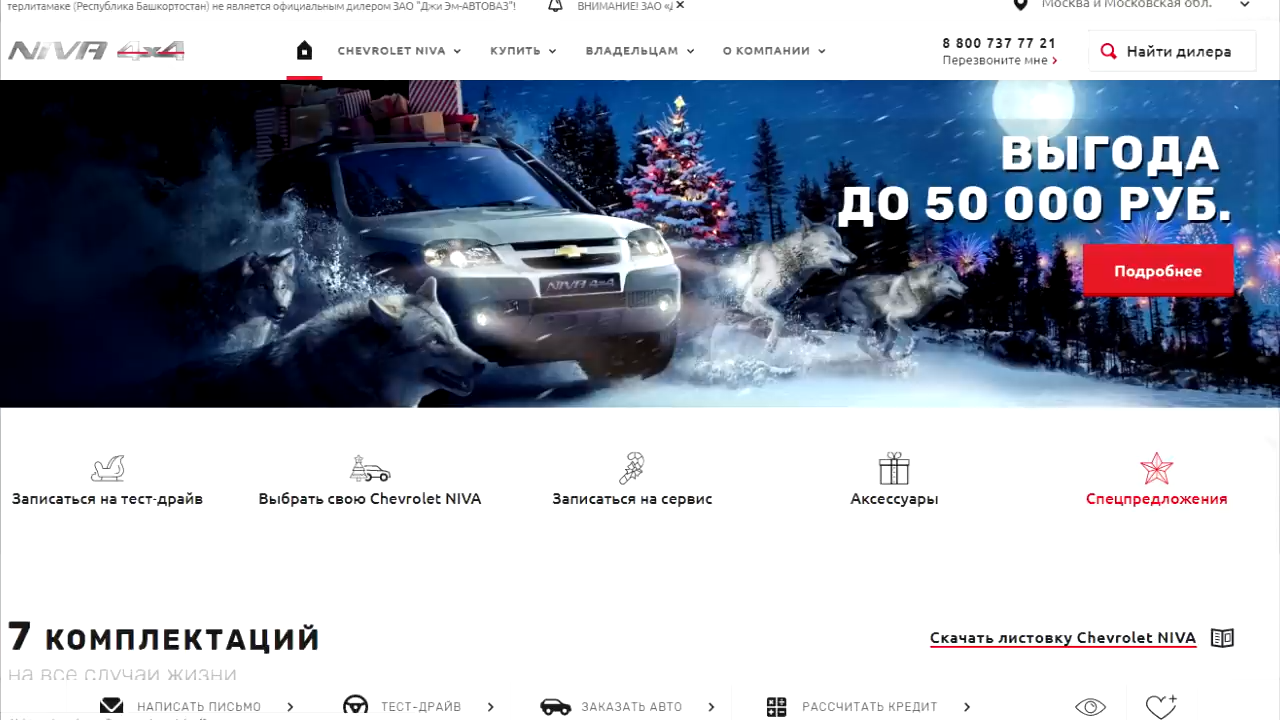 терлитамаке (Республика Башкортостан) не является официальным дилером ЗАО "Джи Эм-АВТОВАЗ"! ВНИМАНИЕ! ЗАО
Москва и Московская обл.
NIVA 4x4
CHEVROLET NIVA КУПИТЬ ВЛАДЕЛЬЦАМ О КОМПАНИИ
8 800 737 77 21
Перезвоните мне
Найти дилера
ВЫГОДА
ДО 50 000 РУБ.
Подробнее
NIVA 4x4
Записаться на тест-драйв Выбрать свою Chevrolet NIVA Записаться на сервис Аксессуары Спецпредложения
7 КОМПЛЕКТАЦИЙ
на все случаи жизни
Скачать листовку Chevrolet NIVA
НАПИСАТЬ ПИСЬМО ТЕСТ-ДРАЙВ ЗАКАЗАТЬ АВТО РАССЧИТАТЬ КРЕДИТ